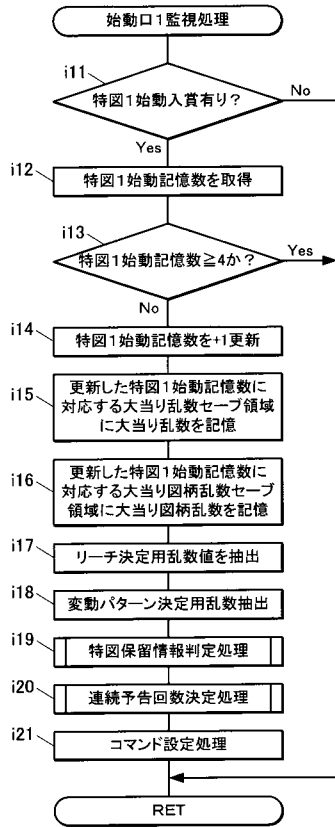 始動口1監視処理
i11
特図1始動入賞有り？
No
Yes
i12
特図1始動記憶数を取得
i13
特図1始動記憶数≧4か？
Yes
No
i14
特図1始動記憶数を+1更新
i15
更新した特図1始動記憶数に
対応する大当り乱数セーブ領域
に大当り乱数を記憶
i16
更新した特図1始動記憶数に
対応する大当り図柄乱数セーブ
領域に大当り図柄乱数を記憶
i17
リーチ決定用乱数値を抽出
i18
変動パターン決定用乱数抽出
i19
特図保留情報判定処理
i20
連続予告回数決定処理
i21
コマンド設定処理
RET